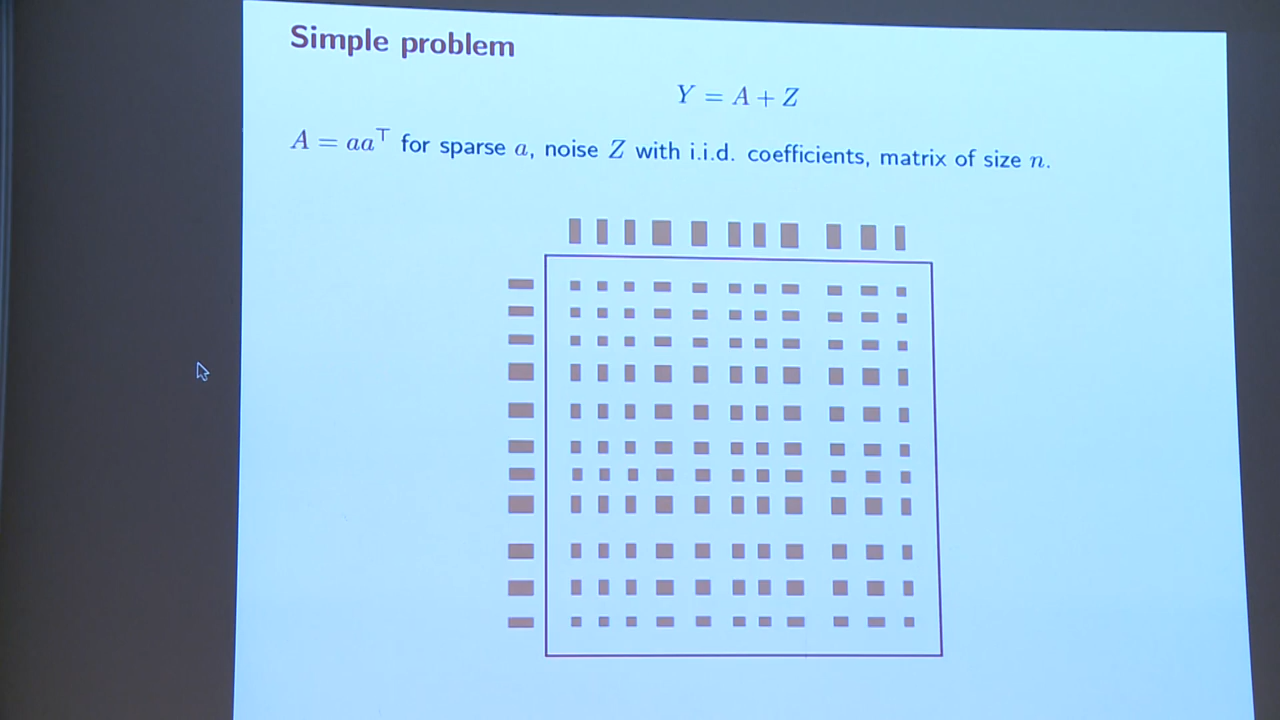 Simple problem
Y = A + Z
A = aa⊤ for sparse a, noise Z with i.i.d. coefficients, matrix of size n.